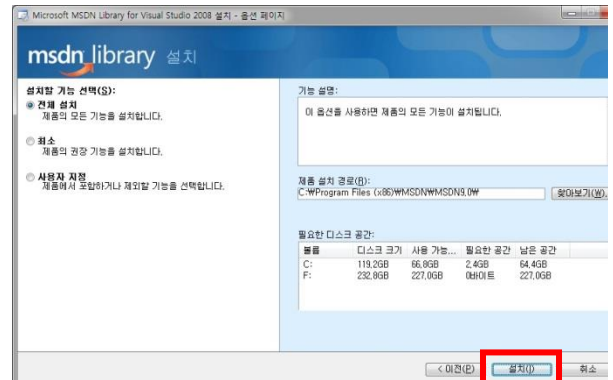 Microsoft MSDN Library for Visual Studio 2008 설치 - 옵션 페이지
msdn library 설치
설치할 기능 선택(S):
전체 설치
제품의 모든 기능을 설치합니다.
최소
제품의 권장 기능을 설치합니다.
사용자 지정
제품에서 포함하거나 제외할 기능을 선택합니다.
기능 설명:
이 옵션을 사용하면 제품의 모든 기능이 설치됩니다.
제품 설치 경로(R):
C:₩Program Files (x86)₩MSDN₩MSDN9.0₩
찾아보기(W).
필요한 디스크 공간:
볼륨 디스크 크기 사용 가능... 필요한 공간 남은 공간
C: 119.2GB 66.8GB 2.4GB 64.4GB
F: 232.8GB 227.0GB 0바이트 227.0GB
< 이전(P) 설치(I) 취소